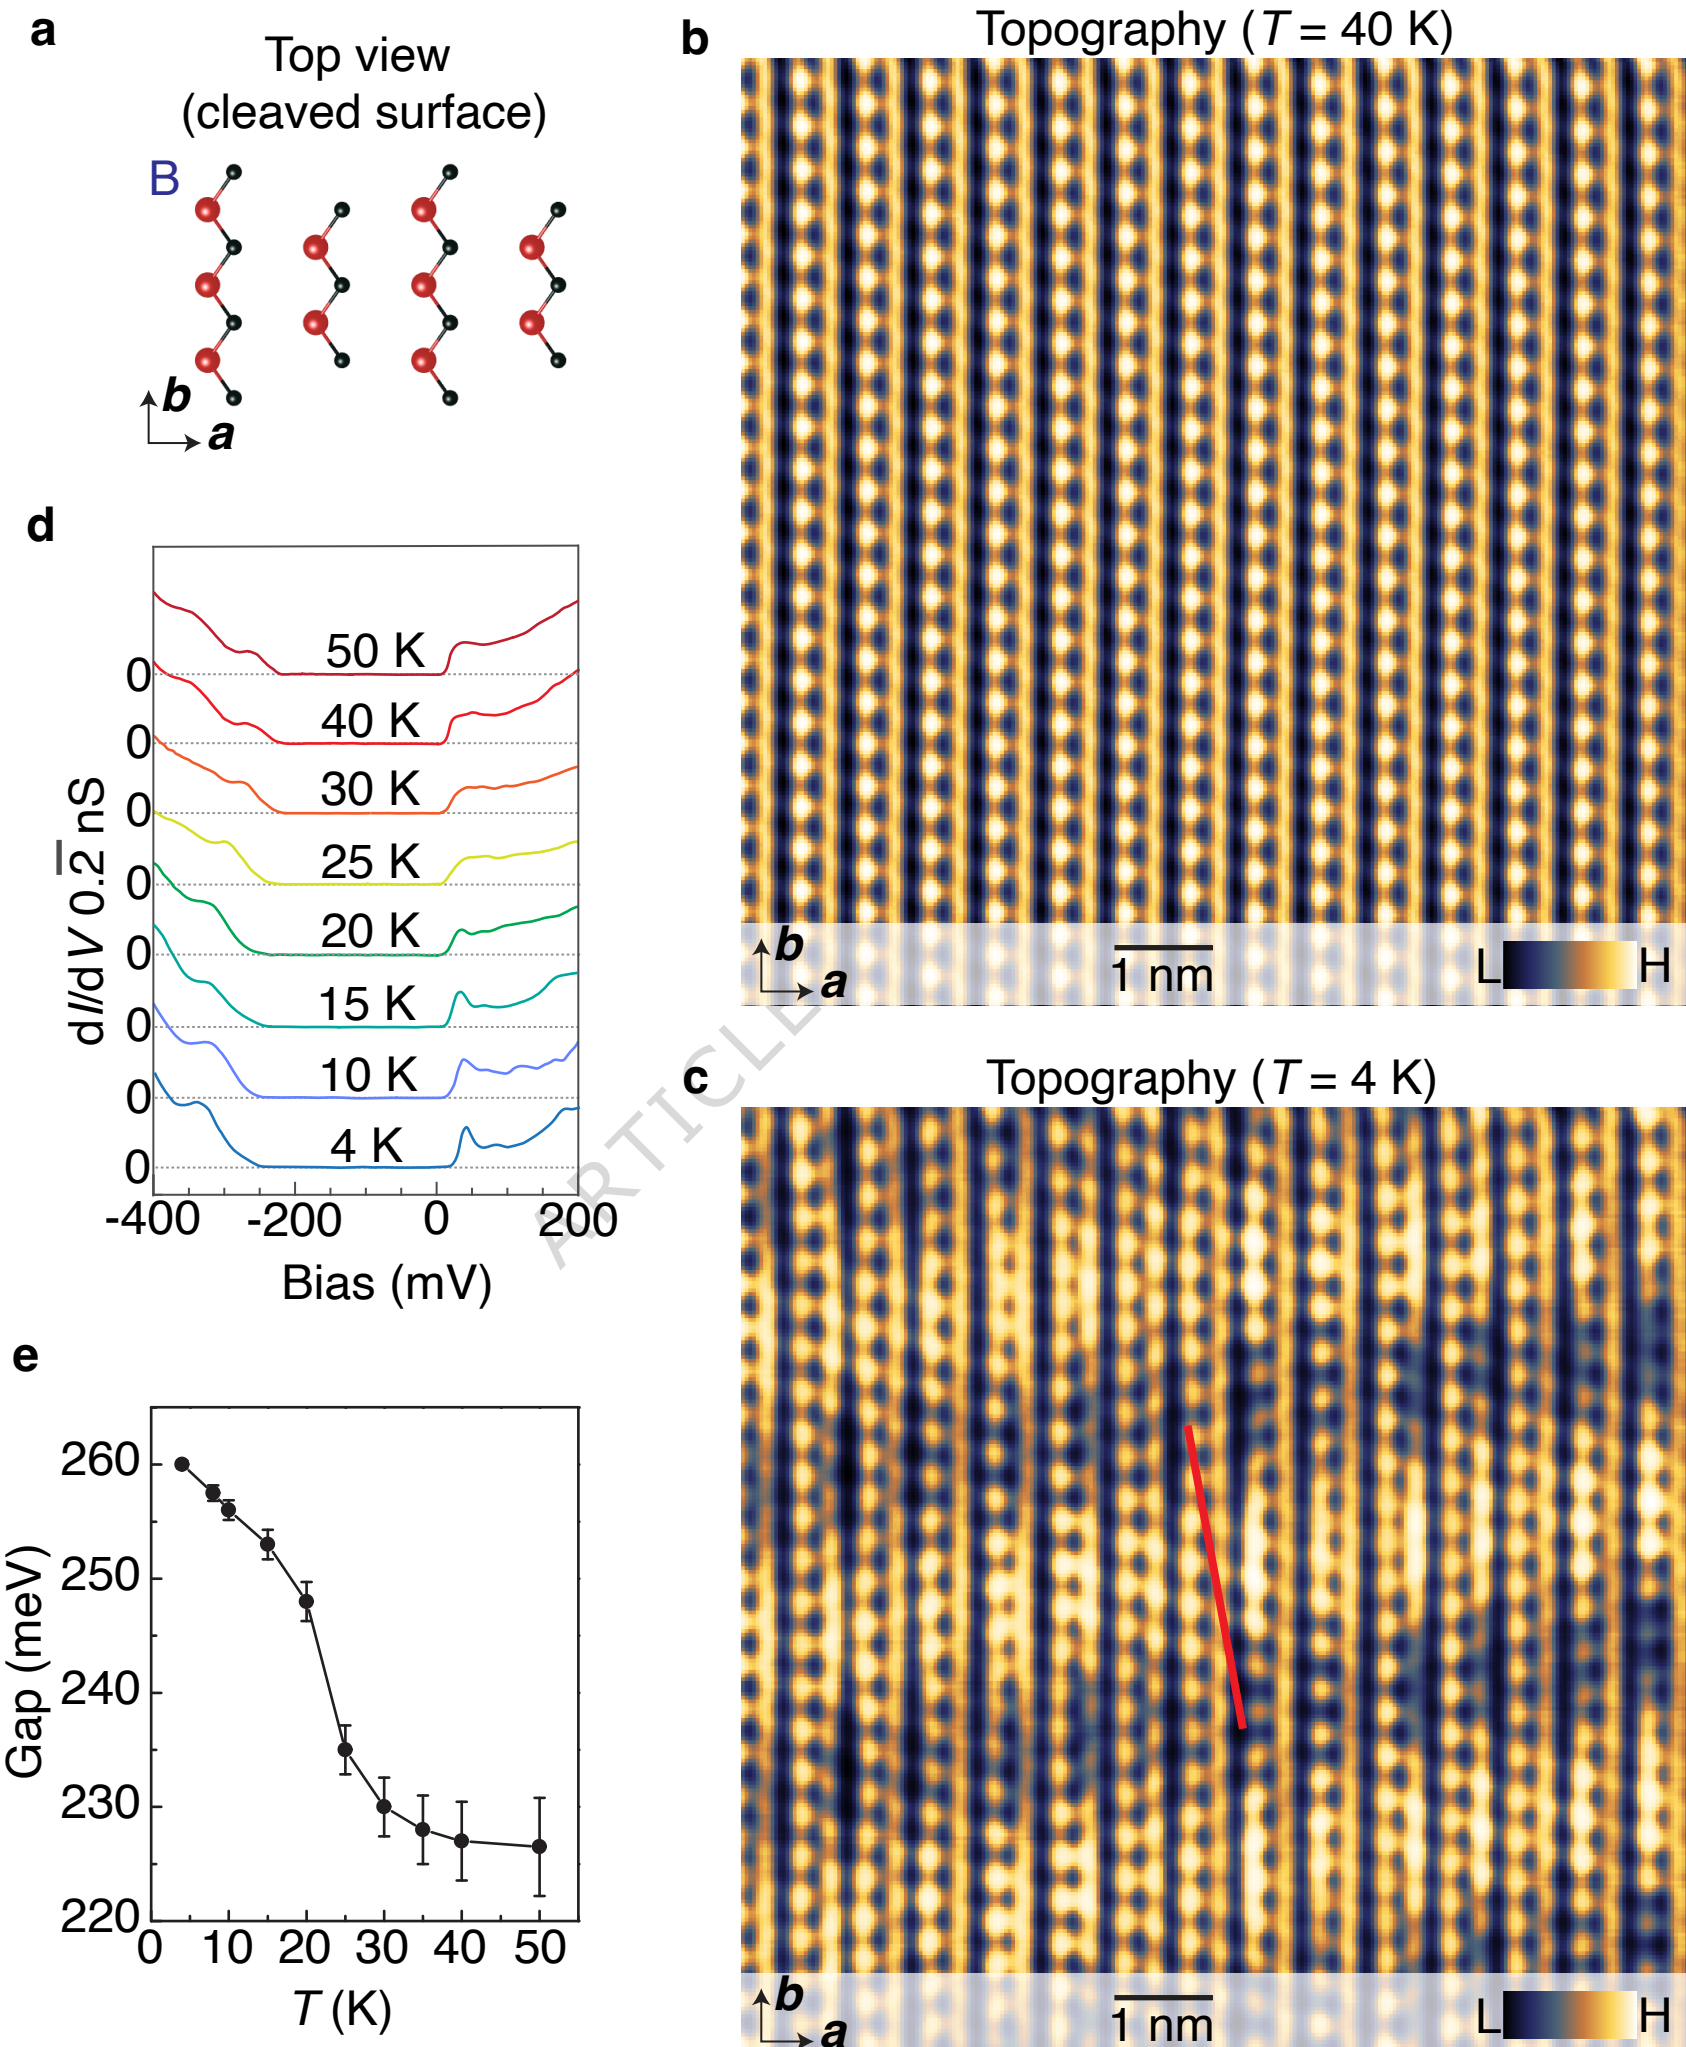 a
Top view
(cleaved surface)
B
b
a
b
Topography (T = 40 K)
b
a
1 nm
L
H
c
Topography (T = 4 K)
b
a
1 nm
L
H
d
dI/dV 0.2 nS
50 K
0
40 K
0
30 K
0
25 K
0
20 K
0
15 K
0
10 K
0
4 K
0
-400 -200 0 200
Bias (mV)
ARTICLE
e
Gap (meV)
260
250
240
230
220
0 10 20 30 40 50
T (K)